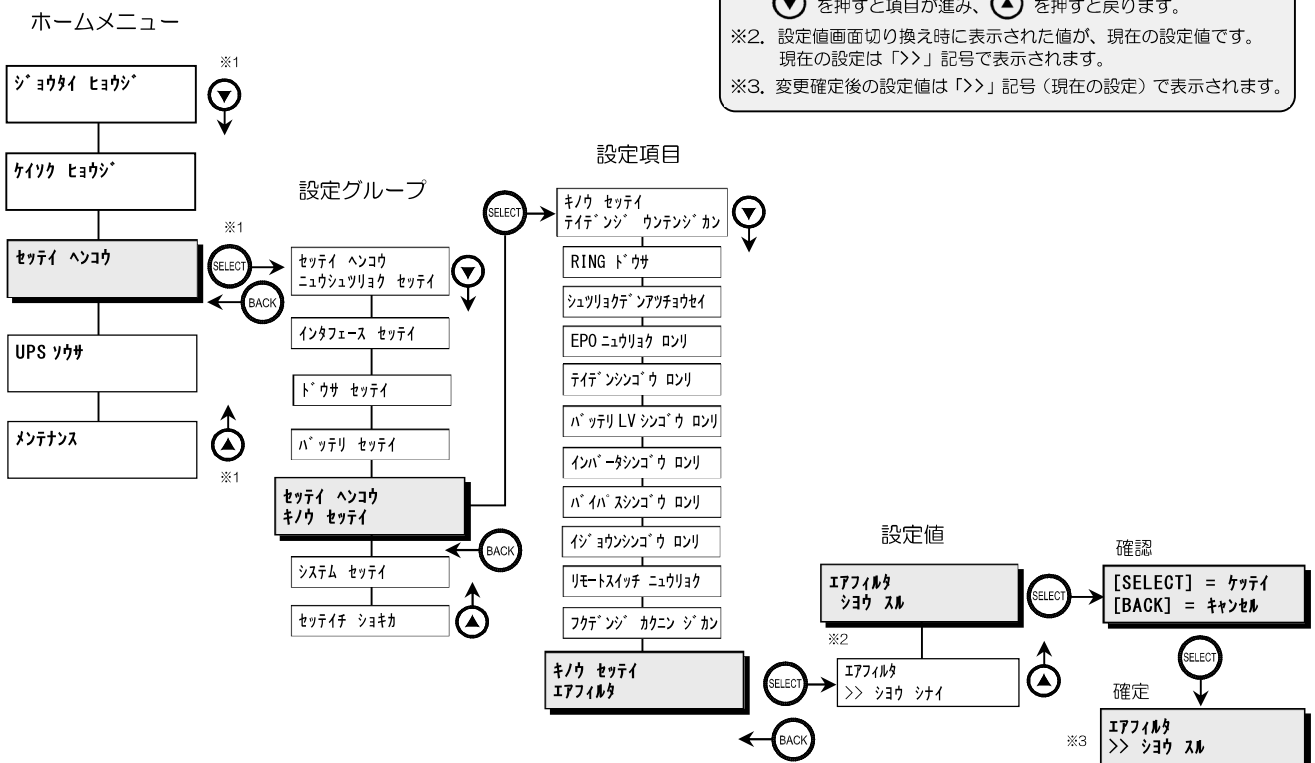 ▼ を押すと項目が進み、▲ を押すと戻ります。
※2. 設定値画面切り換え時に表示された値が、現在の設定値です。
現在の設定は「>>」記号で表示されます。
※3. 変更確定後の設定値は「>>」記号(現在の設定)で表示されます。
ホームメニュー
ジョウタイ ヒョウジ
※1
▼
ケイソク ヒョウジ
セッテイ ヘンコウ
※1
SELECT
BACK
UPS ソウサ
メンテナンス
▲
※1
設定グループ
セッテイ ヘンコウ
ニュウシュツリョク セッテイ
▼
インタフェース セッテイ
ドウサ セッテイ
バッテリ セッテイ
セッテイ ヘンコウ
キノウ セッテイ
SELECT
BACK
システム セッテイ
セッテイチ ショキカ
▲
設定項目
キノウ セッテイ
テイデンジ ウンテンジカン
▼
RING ドウサ
シュツリョクデンアツチョウセイ
EPO ニュウリョク ロンリ
テイデンシンゴウ ロンリ
バッテリ LV シンゴウ ロンリ
インバータシンゴウ ロンリ
バイパスシンゴウ ロンリ
イジョウンシンゴウ ロンリ
リモートスイッチ ニュウリョク
フクデンジ カクニン ジカン
キノウ セッテイ
エアフィルタ
SELECT
BACK
設定値
エアフィルタ
シヨウ スル
※2
エアフィルタ
>> シヨウ シナイ
▲
SELECT
確認
[SELECT] = ケッテイ
[BACK] = キャンセル
SELECT
確定
※3
エアフィルタ
>> シヨウ スル